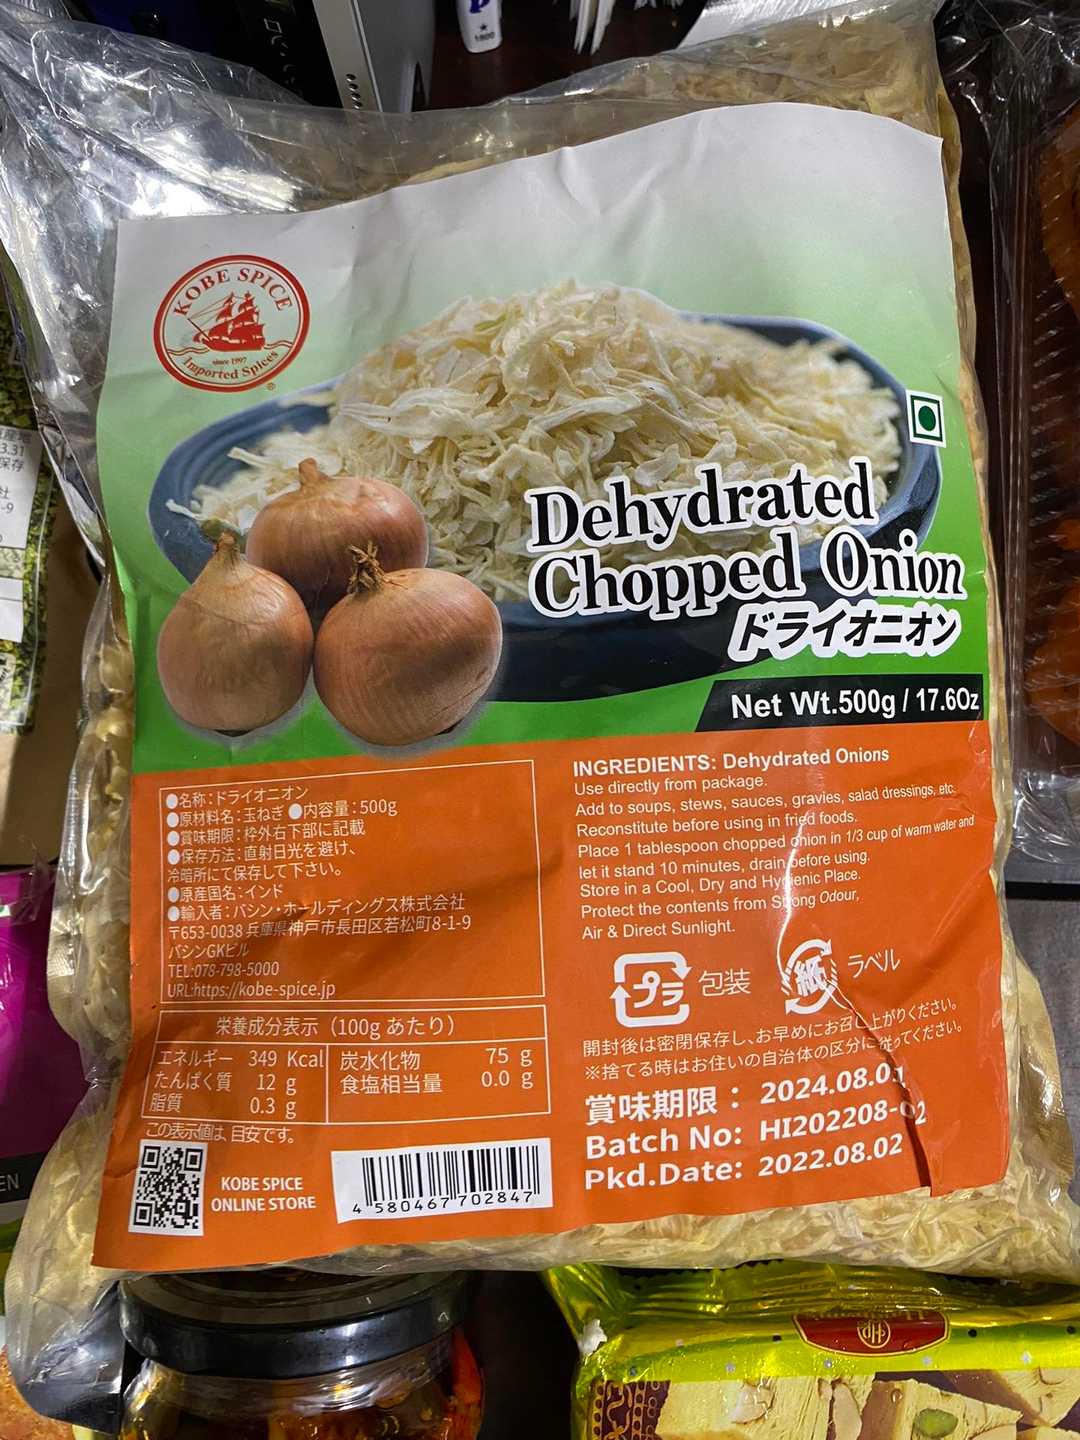 1800
KOBE SPICE
since 1997
Imported Spices
®
Dehydrated
Chopped Onion
ドライオニオン
Net Wt.500g / 17.6Oz
●名称：ドライオニオン
●原材料名：玉ねぎ ●内容量：500g
●賞味期限：枠外右下部に記載
●保存方法：直射日光を避け、
冷暗所にて保存して下さい。
●原産国名：インド
●輸入者：バシン・ホールディングス株式会社
〒653-0038 兵庫県神戸市長田区若松町8-1-9
バシンGKビル
TEL:078-798-5000
URL:https://kobe-spice.jp
栄養成分表示（100g あたり）
エネルギー 349 Kcal
たんぱく質 12 g
脂質 0.3 g
炭水化物 75 g
食塩相当量 0.0 g
この表示値は、目安です。
KOBE SPICE
ONLINE STORE
4 580467 702847
INGREDIENTS: Dehydrated Onions
Use directly from package.
Add to soups, stews, sauces, gravies, salad dressings, etc.
Reconstitute before using in fried foods.
Place 1 tablespoon chopped onion in 1/3 cup of warm water and
let it stand 10 minutes, drain before using.
Store in a Cool, Dry and Hygienic Place.
Protect the contents from Strong Odour,
Air & Direct Sunlight.
プラ 包装
紙 ラベル
開封後は密閉保存し、お早めにお召し上がりください。
※捨てる時はお住いの自治体の区分に従ってください。
賞味期限： 2024.08.01
Batch No: HI202208-02
Pkd.Date: 2022.08.02
3.31
保存
EN